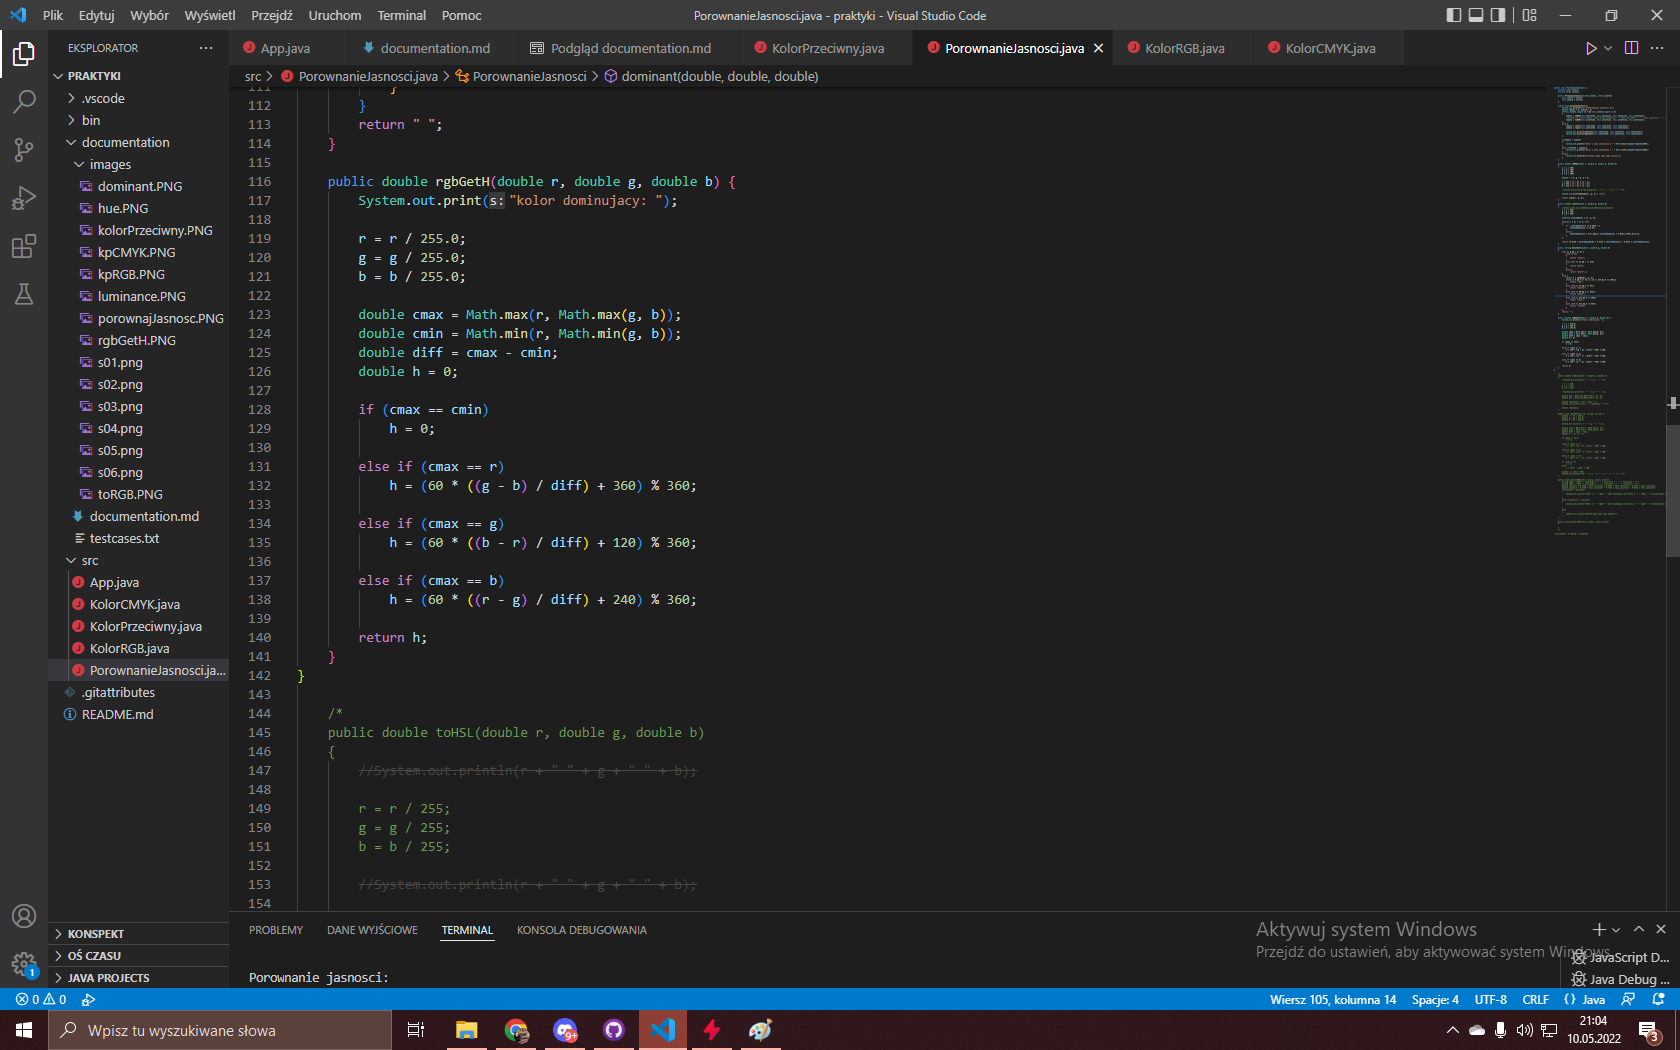 Plik Edytuj Wybór Wyświetl Przejdź Uruchom Terminal Pomoc
PorownanieJasnosci.java - praktyki - Visual Studio Code
EKSPLORATOR
App.java
documentation.md
Podgląd documentation.md
KolorPrzeciwny.java
PorownanieJasnosci.java
KolorRGB.java
KolorCMYK.java
src > PorownanieJasnosci.java > PorownanieJasnosci > dominant(double, double, double)
PRAKTYKI
.vscode
bin
documentation
images
dominant.PNG
hue.PNG
kolorPrzeciwny.PNG
kpCMYK.PNG
kpRGB.PNG
luminance.PNG
porownajJasnosc.PNG
rgbGetH.PNG
s01.png
s02.png
s03.png
s04.png
s05.png
s06.png
toRGB.PNG
documentation.md
testcases.txt
src
App.java
KolorCMYK.java
KolorPrzeciwny.java
KolorRGB.java
PorownanieJasnosci.ja...
.gitattributes
README.md
KONSPEKT
OŚ CZASU
JAVA PROJECTS
111 }
112 }
113 return " ";
114 }
115
116 public double rgbGetH(double r, double g, double b) {
117 System.out.print(s: "kolor dominujacy: ");
118
119 r = r / 255.0;
120 g = g / 255.0;
121 b = b / 255.0;
122
123 double cmax = Math.max(r, Math.max(g, b));
124 double cmin = Math.min(r, Math.min(g, b));
125 double diff = cmax - cmin;
126 double h = 0;
127
128 if (cmax == cmin)
129 h = 0;
130
131 else if (cmax == r)
132 h = (60 * ((g - b) / diff) + 360) % 360;
133
134 else if (cmax == g)
135 h = (60 * ((b - r) / diff) + 120) % 360;
136
137 else if (cmax == b)
138 h = (60 * ((r - g) / diff) + 240) % 360;
139
140 return h;
141 }
142 }
143
144 /*
145 public double toHSL(double r, double g, double b)
146 {
147 //System.out.println(r + " " + g + " " + b);
148
149 r = r / 255;
150 g = g / 255;
151 b = b / 255;
152
153 //System.out.println(r + " " + g + " " + b);
154
PROBLEMY DANE WYJŚCIOWE TERMINAL KONSOLA DEBUGOWANIA
Porownanie jasnosci:
Aktywuj system Windows
Przejdź do ustawień, aby aktywować system Windows.
JavaScript D...
Java Debug ...
0 0
1
Wiersz 105, kolumna 14 Spacje: 4 UTF-8 CRLF {} Java
Wpisz tu wyszukiwane słowa
9+
21:04
10.05.2022
3